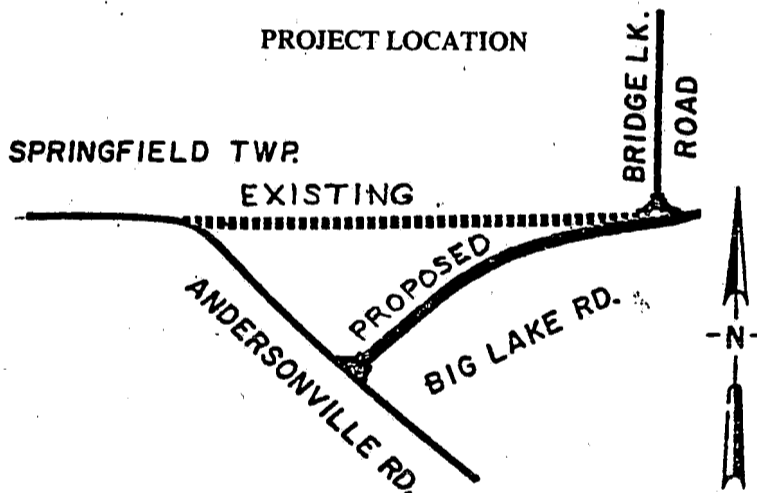 PROJECT LOCATION
BRIDGE LK.
ROAD
SPRINGFIELD TWP.
EXISTING
PROPOSED
ANDERSONVILLE RD.
BIG LAKE RD.
-N-